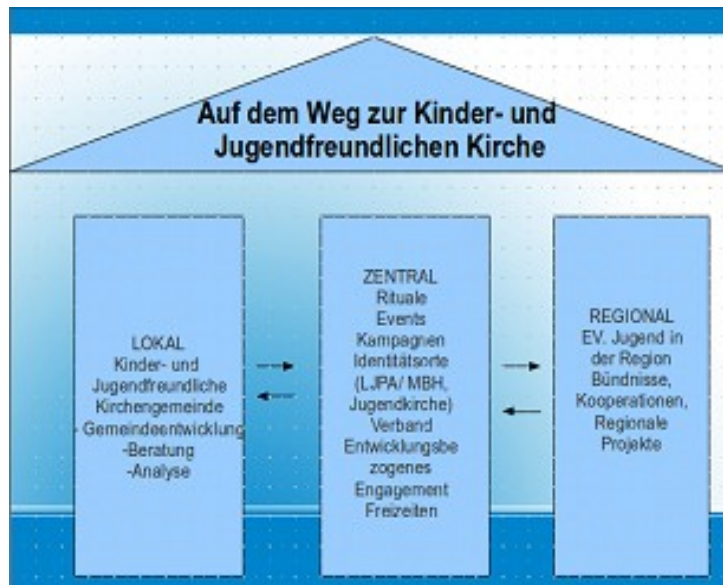 Auf dem Weg zur Kinder- und
Jugendfreundlichen Kirche
LOKAL
Kinder- und
Jugendfreundliche
Kirchengemeinde
- Gemeindeentwicklung
-Beratung
-Analyse
ZENTRAL
Rituale
Events
Kampagnen
Identitätsorte
(LJPA/ MBH,
Jugendkirche)
Verband
Entwicklungsbe
zogenes
Engagement
Freizeiten
REGIONAL
EV. Jugend in
der Region
Bündnisse,
Kooperationen,
Regionale
Projekte